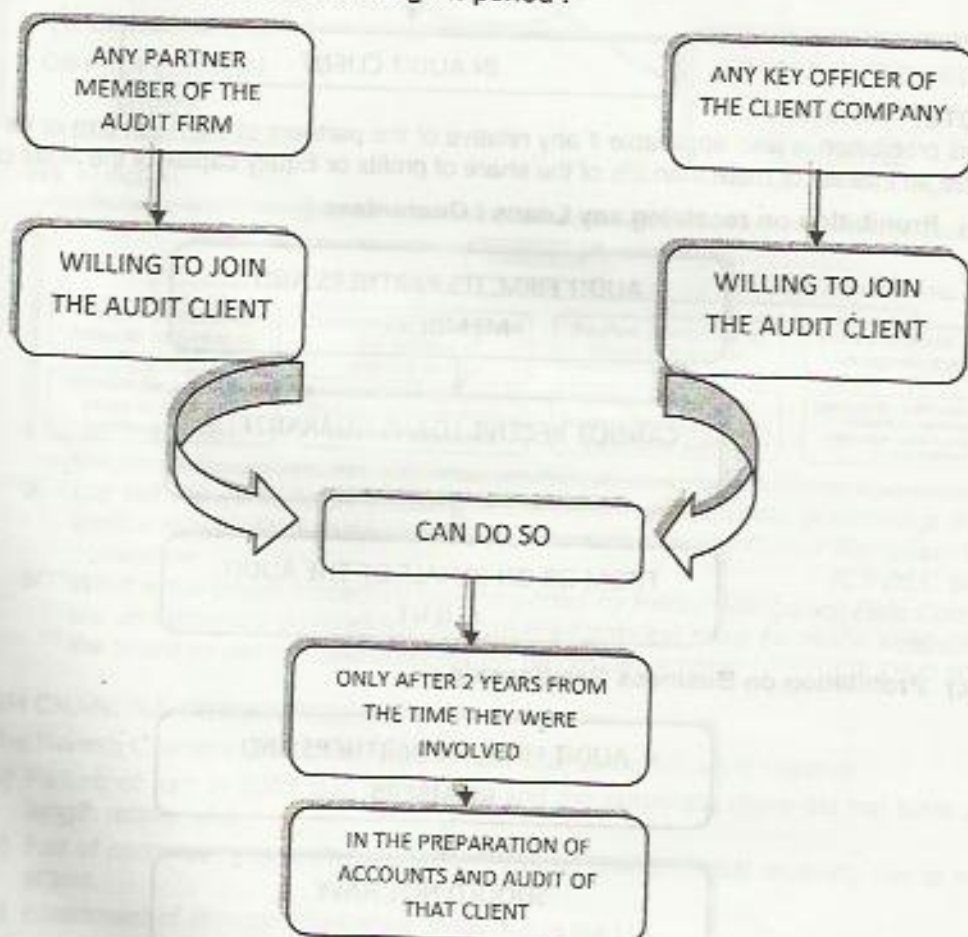 period :
ANY PARTNER
MEMBER OF THE
AUDIT FIRM
ANY KEY OFFICER OF
THE CLIENT COMPANY
WILLING TO JOIN
THE AUDIT CLIENT
WILLING TO JOIN
THE AUDIT CLIENT
CAN DO SO
ONLY AFTER 2 YEARS FROM
THE TIME THEY WERE
INVOLVED
IN THE PREPARATION OF
ACCOUNTS AND AUDIT OF
THAT CLIENT